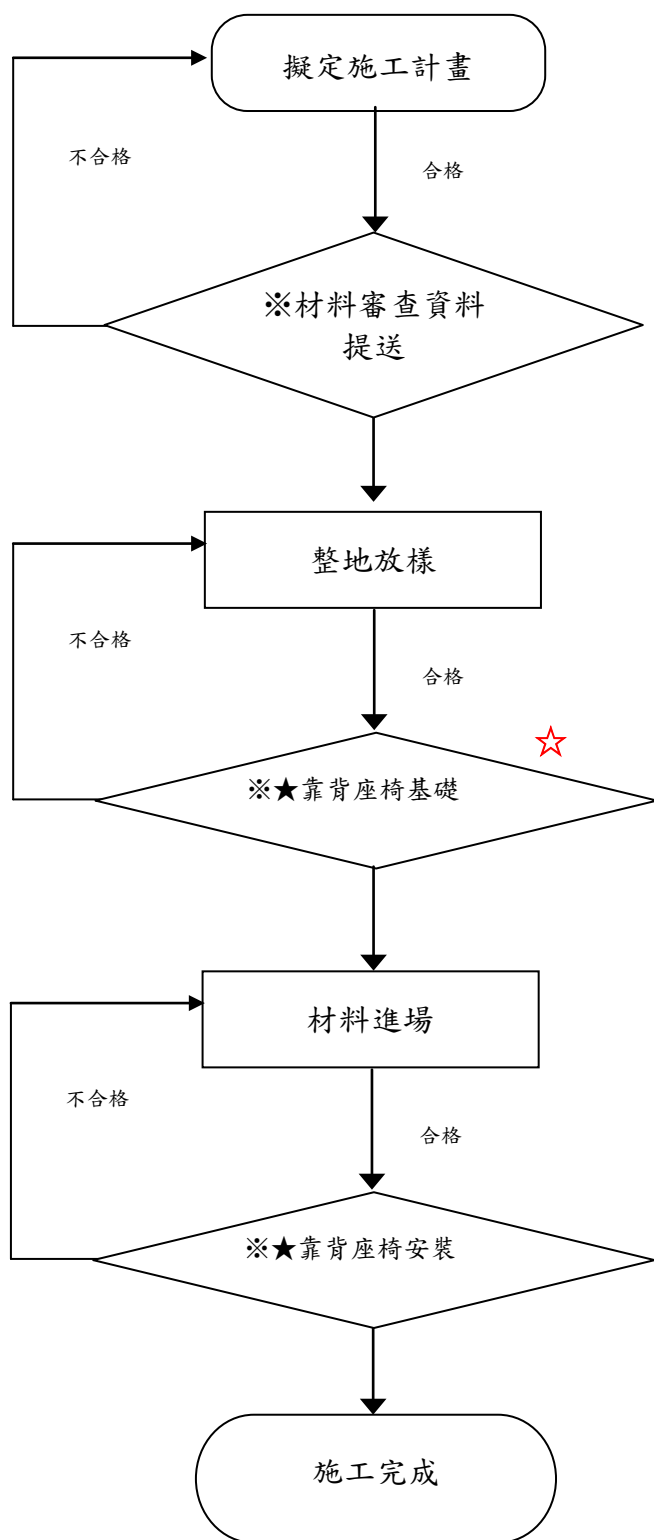 擬定施工計畫
不合格
合格
※材料審查資料
提送
整地放樣
不合格
合格
☆
※★靠背座椅基礎
材料進場
不合格
合格
※★靠背座椅安裝
施工完成